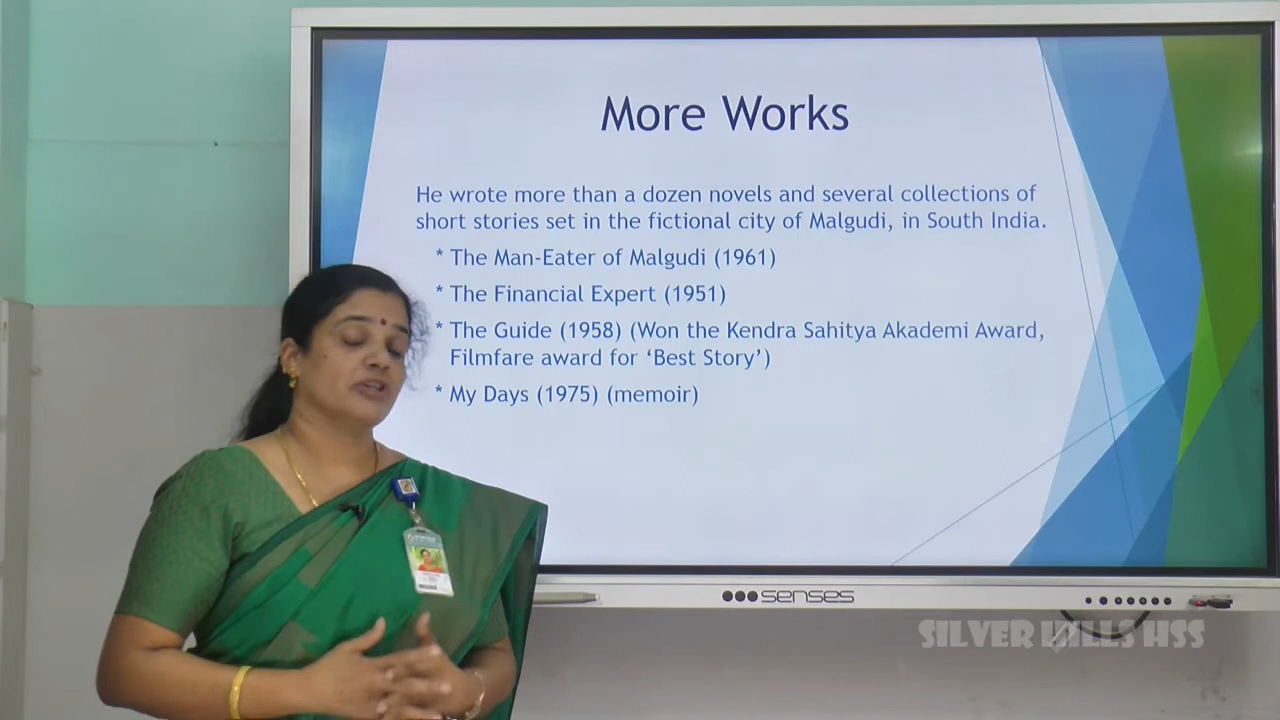 More Works
He wrote more than a dozen novels and several collections of
short stories set in the fictional city of Malgudi, in South India.
* The Man-Eater of Malgudi (1961)
* The Financial Expert (1951)
* The Guide (1958) (Won the Kendra Sahitya Akademi Award,
Filmfare award for ‘Best Story’)
* My Days (1975) (memoir)
senses
SILVER HILLS HSS